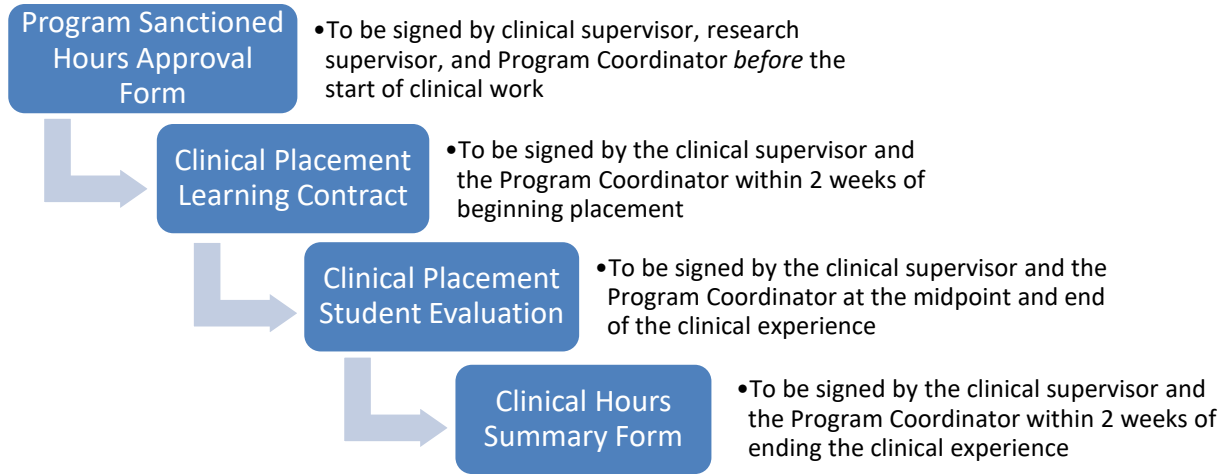 Program Sanctioned
Hours Approval
Form
•To be signed by clinical supervisor, research
supervisor, and Program Coordinator before the
start of clinical work
Clinical Placement
Learning Contract
•To be signed by the clinical supervisor and
the Program Coordinator within 2 weeks of
beginning placement
Clinical Placement
Student Evaluation
•To be signed by the clinical supervisor and the
Program Coordinator at the midpoint and end
of the clinical experience
Clinical Hours
Summary Form
•To be signed by the clinical supervisor and
the Program Coordinator within 2 weeks of
ending the clinical experience